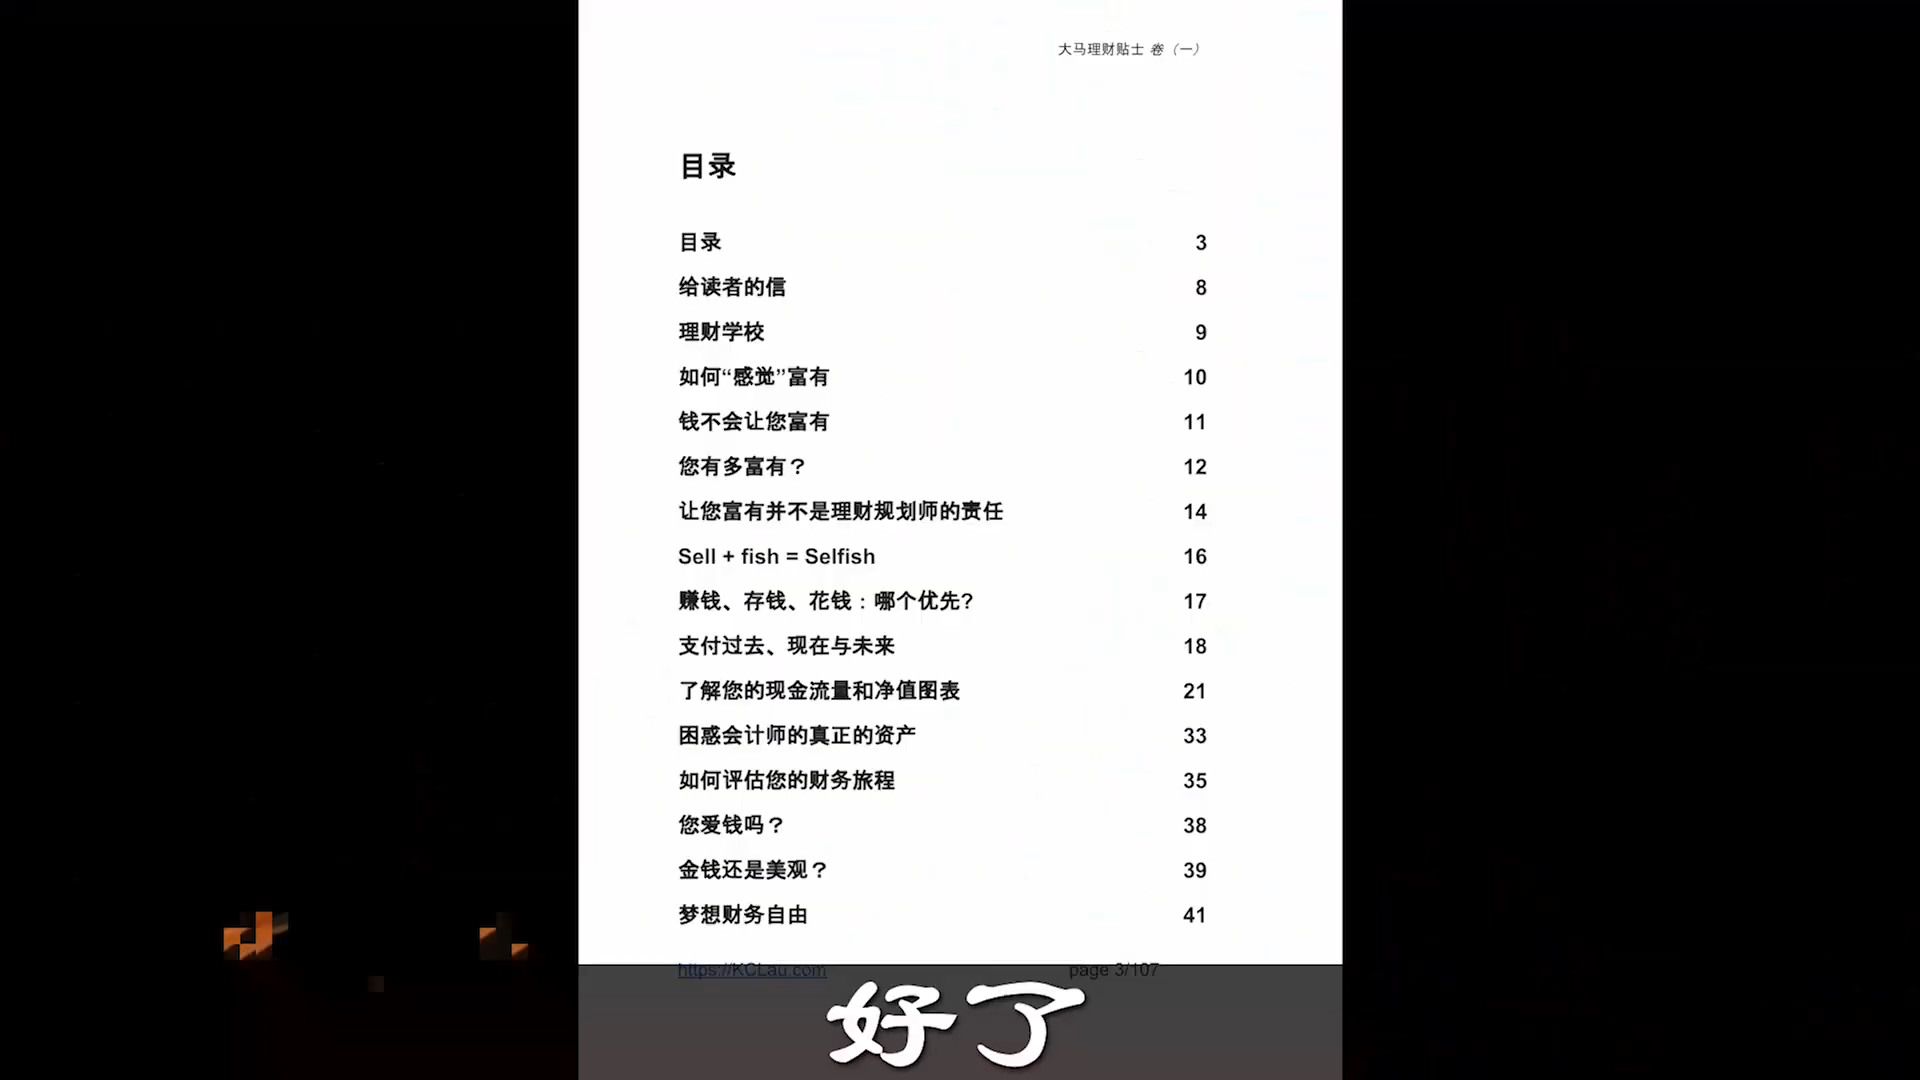 大马理财贴士 卷（一）
目录
目录 3
给读者的信 8
理财学校 9
如何“感觉”富有 10
钱不会让您富有 11
您有多富有？ 12
让您富有并不是理财规划师的责任 14
Sell + fish = Selfish 16
赚钱、存钱、花钱：哪个优先? 17
支付过去、现在与未来 18
了解您的现金流量和净值图表 21
困惑会计师的真正的资产 33
如何评估您的财务旅程 35
您爱钱吗？ 38
金钱还是美观？ 39
梦想财务自由 41
https://KCLau.com page 3/107
好了